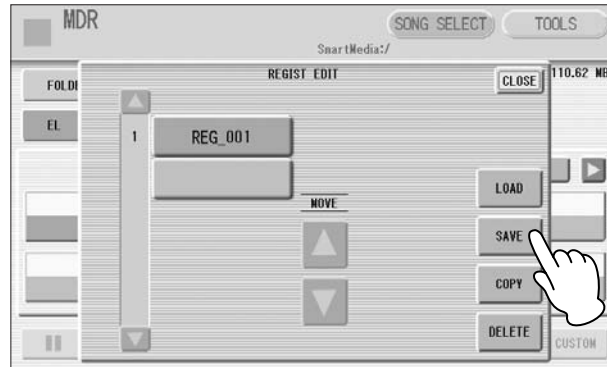 MDR
SONG SELECT
TOOLS
SmartMedia:/
REGIST EDIT
CLOSE
110.62 MB
FOLDE
EL
1
REG_001
MOVE
LOAD
SAVE
COPY
DELETE
CUSTOM